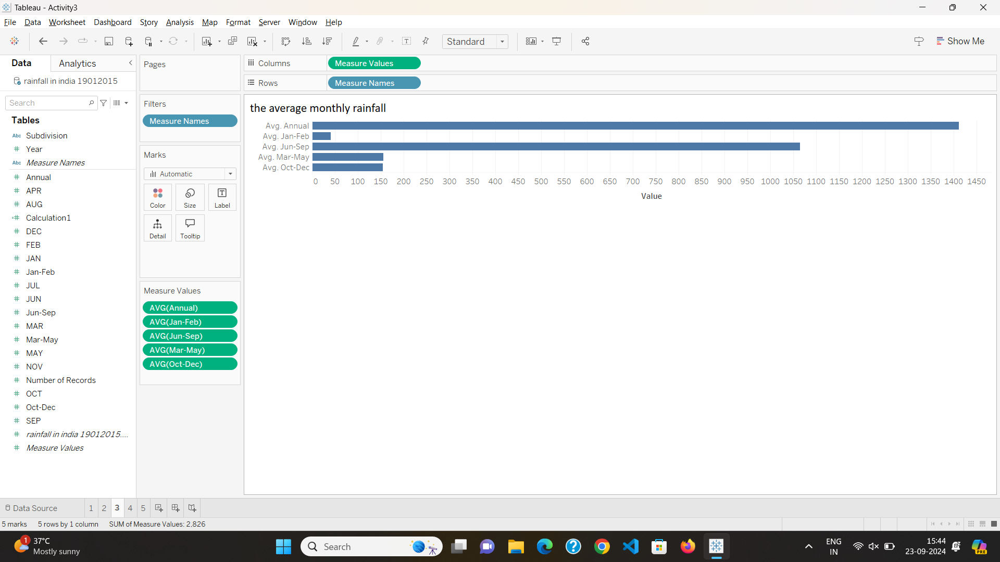 Tableau - Activity3
File Data Worksheet Dashboard Story Analysis Map Format Server Window Help
Standard
Show Me
Data Analytics
rainfall in india 19012015
Search
Tables
Abc Subdivision
# Year
Abc Measure Names
# Annual
# APR
# AUG
=# Calculation1
# DEC
# FEB
# JAN
# Jan-Feb
# JUL
# JUN
# Jun-Sep
# MAR
# Mar-May
# MAY
# NOV
# Number of Records
# OCT
# Oct-Dec
# SEP
# rainfall in india 19012015....
# Measure Values
Pages
Filters
Measure Names
Marks
Automatic
Color Size Label
Detail Tooltip
Measure Values
AVG(Annual)
AVG(Jan-Feb)
AVG(Jun-Sep)
AVG(Mar-May)
AVG(Oct-Dec)
Columns Measure Values
Rows Measure Names
the average monthly rainfall
Avg. Annual
Avg. Jan-Feb
Avg. Jun-Sep
Avg. Mar-May
Avg. Oct-Dec
0 50 100 150 200 250 300 350 400 450 500 550 600 650 700 750 800 850 900 950 1000 1050 1100 1150 1200 1250 1300 1350 1400 1450
Value
Data Source 1 2 3 4 5
5 marks 5 rows by 1 column SUM of Measure Values: 2,826
1 37°C
Mostly sunny
Search
ENG
IN
15:44
23-09-2024
PRE